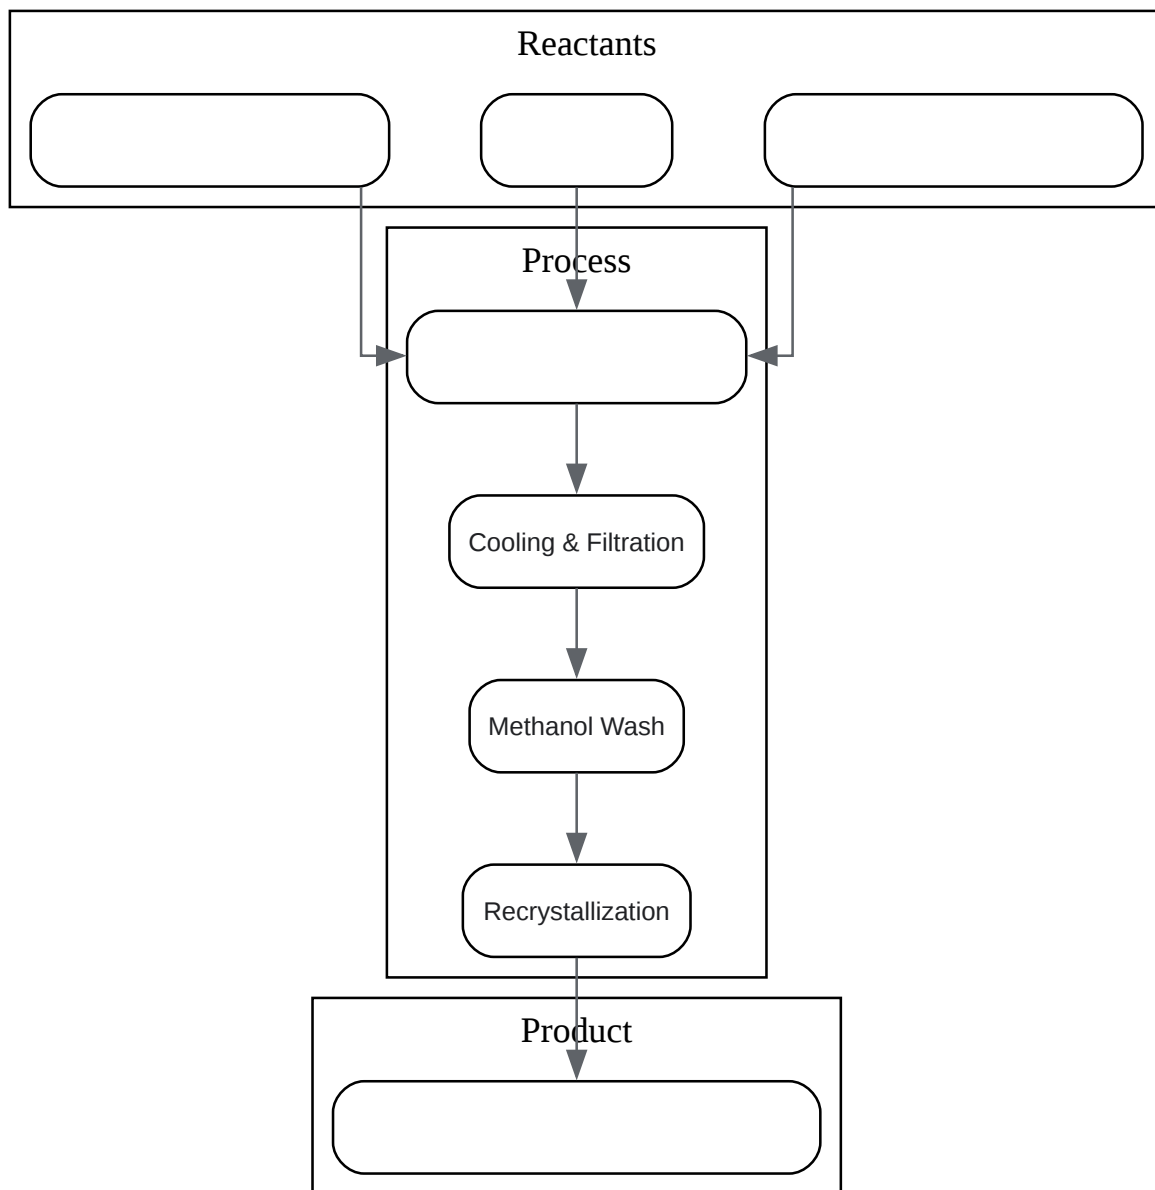 Reactants
Process
Cooling & Filtration
Methanol Wash
Recrystallization
Product